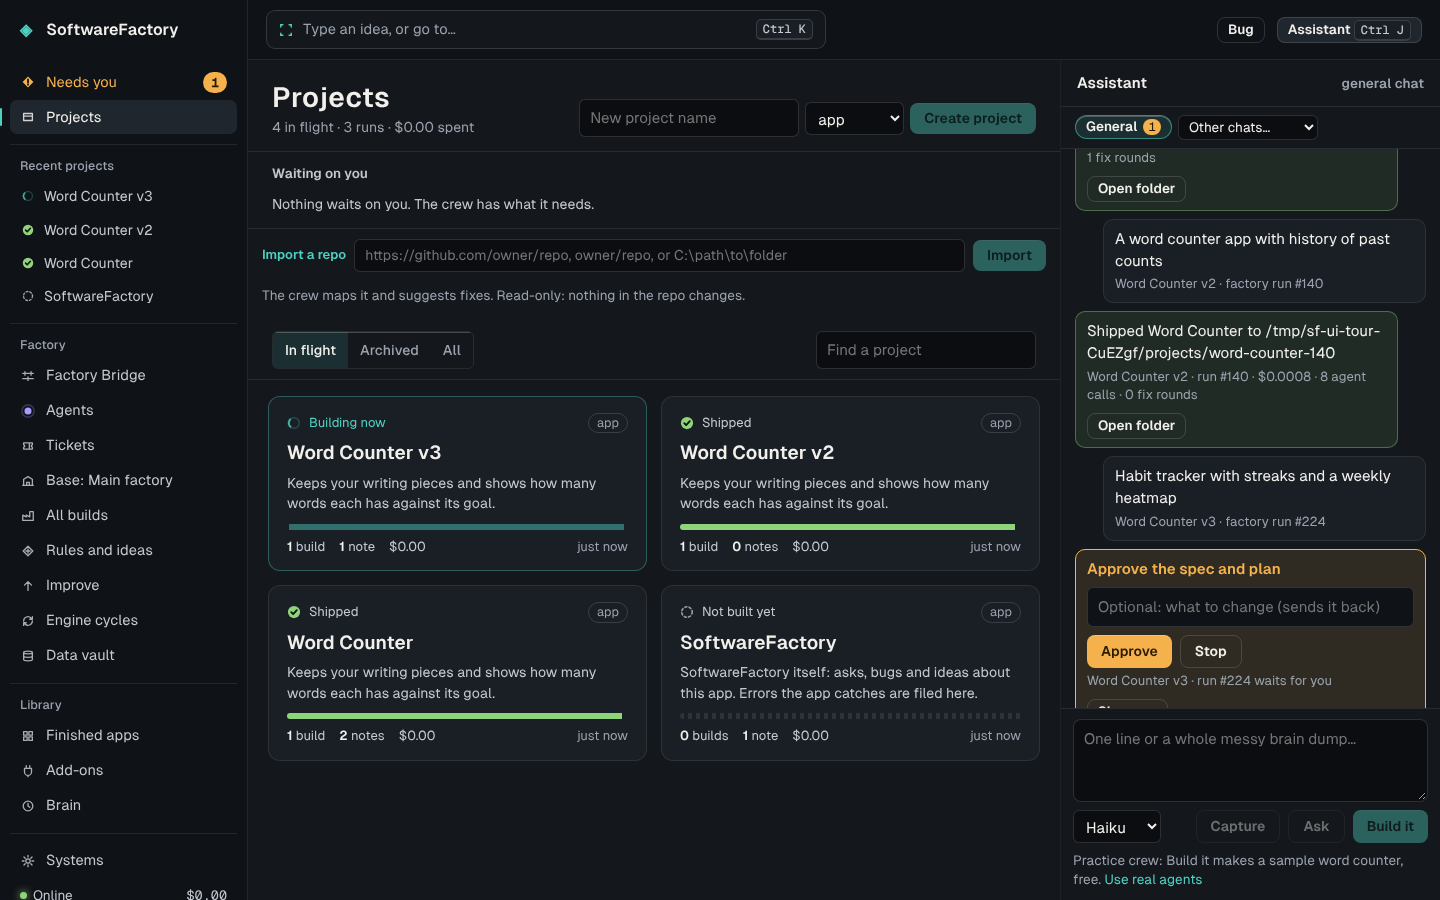 SoftwareFactory
Needs you 1
Projects
Recent projects
Word Counter v3
Word Counter v2
Word Counter
SoftwareFactory
Factory
Factory Bridge
Agents
Tickets
Base: Main factory
All builds
Rules and ideas
Improve
Engine cycles
Data vault
Library
Finished apps
Add-ons
Brain
Systems
Online $0.00
Type an idea, or go to... Ctrl K
Bug
Assistant Ctrl J
Projects
4 in flight · 3 runs · $0.00 spent
New project name
app
Create project
Waiting on you
Nothing waits on you. The crew has what it needs.
Import a repo
https://github.com/owner/repo, owner/repo, or C:\path\to\folder
Import
The crew maps it and suggests fixes. Read-only: nothing in the repo changes.
In flight Archived All
Find a project
Building now app
Word Counter v3
Keeps your writing pieces and shows how many
words each has against its goal.
1 build 1 note $0.00 just now
Shipped app
Word Counter v2
Keeps your writing pieces and shows how many
words each has against its goal.
1 build 0 notes $0.00 just now
Shipped app
Word Counter
Keeps your writing pieces and shows how many
words each has against its goal.
1 build 2 notes $0.00 just now
Not built yet app
SoftwareFactory
SoftwareFactory itself: asks, bugs and ideas about
this app. Errors the app catches are filed here.
0 builds 1 note $0.00 just now
Assistant general chat
General 1 Other chats...
1 fix rounds
Open folder
A word counter app with history of past
counts
Word Counter v2 · factory run #140
Shipped Word Counter to /tmp/sf-ui-tour-
CuEZgf/projects/word-counter-140
Word Counter v2 · run #140 · $0.0008 · 8 agent
calls · 0 fix rounds
Open folder
Habit tracker with streaks and a weekly
heatmap
Word Counter v3 · factory run #224
Approve the spec and plan
Optional: what to change (sends it back)
Approve Stop
Word Counter v3 · run #224 waits for you
One line or a whole messy brain dump...
Haiku Capture Ask Build it
Practice crew: Build it makes a sample word counter,
free. Use real agents